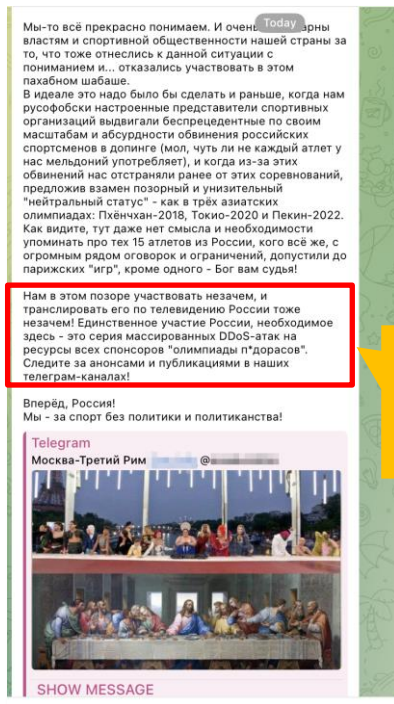 Today
Мы-то всё прекрасно понимаем. И очень
властям и спортивной общественности нашей страны за
то, что тоже отнеслись к данной ситуации с
пониманием и... отказались участвовать в этом
пахабном шабаше.
В идеале это надо было бы сделать и раньше, когда нам
русофобски настроенные представители спортивных
организаций выдвигали беспрецедентные по своим
масштабам и абсурдности обвинения российских
спортсменов в допинге (мол, чуть ли не каждый атлет у
нас мельдоний употребляет), и когда из-за этих
обвинений нас отстраняли ранее от этих соревнований,
предложив взамен позорный и унизительный
"нейтральный статус" - как в трёх азиатских
олимпиадах: Пхёнчхан-2018, Токио-2020 и Пекин-2022.
Как видите, тут даже нет смысла и необходимости
упоминать про тех 15 атлетов из России, кого всё же, с
огромным рядом оговорок и ограничений, допустили до
парижских "игр", кроме одного - Бог вам судья!
Нам в этом позоре участвовать незачем, и
транслировать его по телевидению России тоже
незачем! Единственное участие России, необходимое
здесь - это серия массированных DDoS-атак на
ресурсы всех спонсоров "олимпиады п*дорасов".
Следите за анонсами и публикациями в наших
телеграм-каналах!
Вперёд, Россия!
Мы - за спорт без политики и политиканства!
Telegram
Москва-Третий Рим @
SHOW MESSAGE